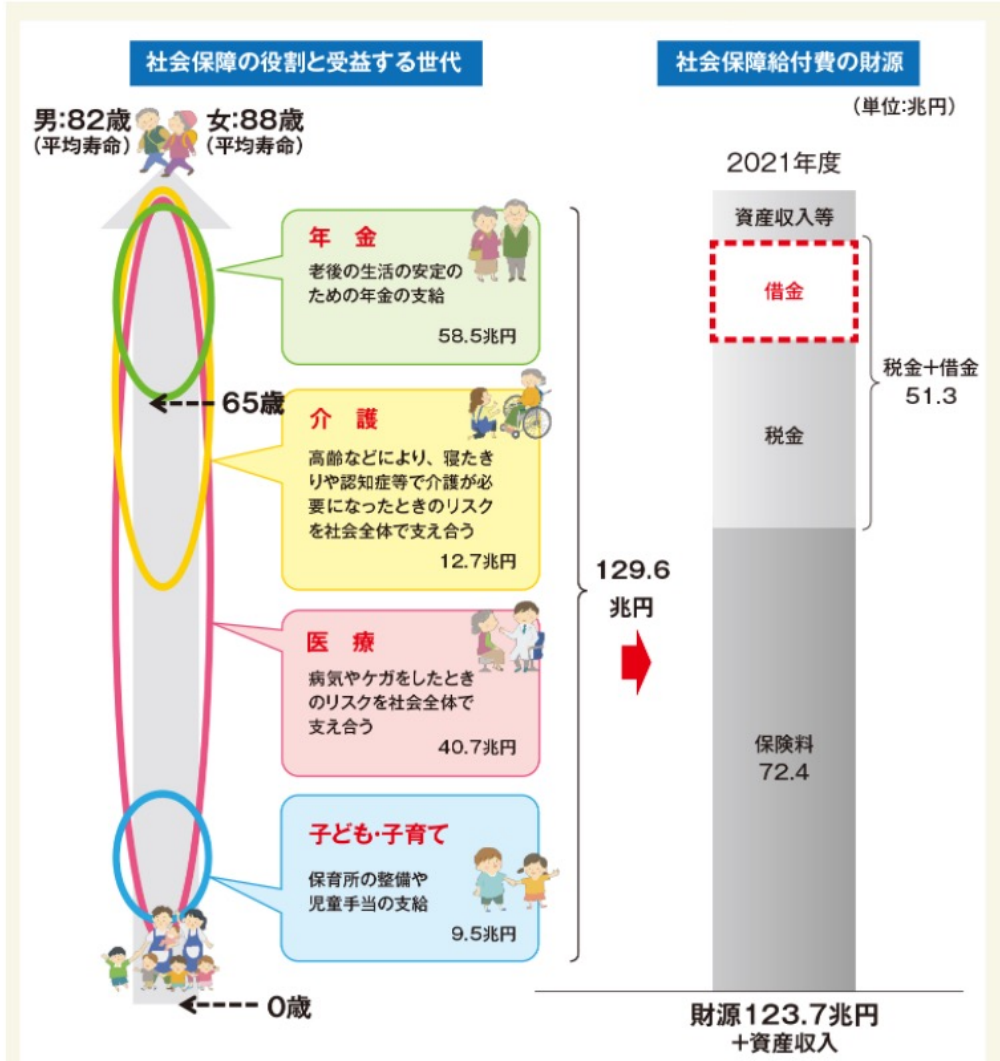 社会保障の役割と受益する世代
男:82歳
(平均寿命)
女:88歳
(平均寿命)
年 金
老後の生活の安定の
ための年金の支給
58.5兆円
65歳
介 護
高齢などにより、寝たき
りや認知症等で介護が必
要になったときのリスク
を社会全体で支え合う
12.7兆円
医 療
病気やケガをしたとき
のリスクを社会全体で
支え合う
40.7兆円
子ども・子育て
保育所の整備や
児童手当の支給
9.5兆円
0歳
129.6
兆円
社会保障給付費の財源
(単位:兆円)
2021年度
資産収入等
借金
税金+借金
51.3
税金
保険料
72.4
財源123.7兆円
+資産収入